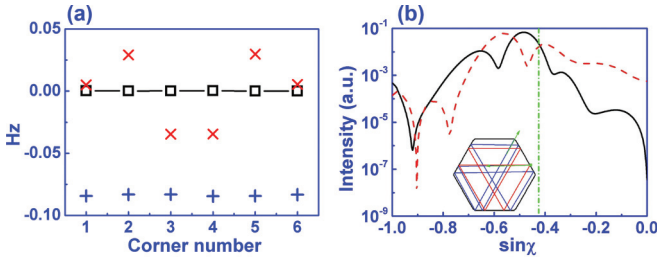 (a)
0.05
0.00
-0.05
-0.10
Hz
1 2 3 4 5 6
Corner number
(b)
10-1
10-3
10-5
10-7
10-9
Intensity (a.u.)
-1.0 -0.8 -0.6 -0.4 -0.2 0.0
sinχ